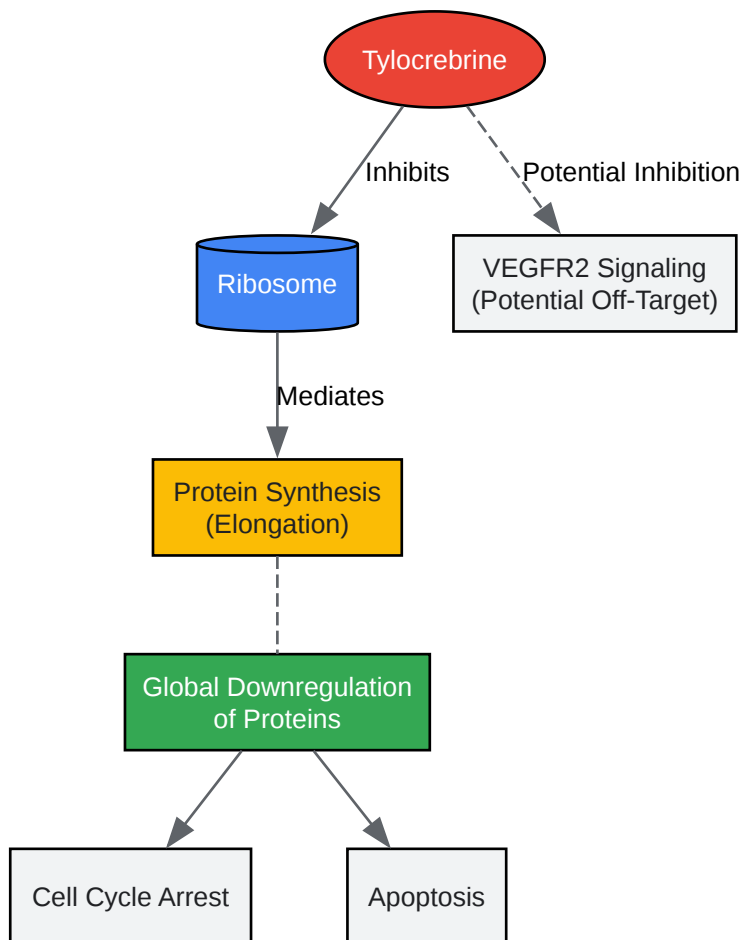 Tylocrebrine
Inhibits
Potential Inhibition
Ribosome
VEGFR2 Signaling
(Potential Off-Target)
Mediates
Protein Synthesis
(Elongation)
Global Downregulation
of Proteins
Cell Cycle Arrest
Apoptosis